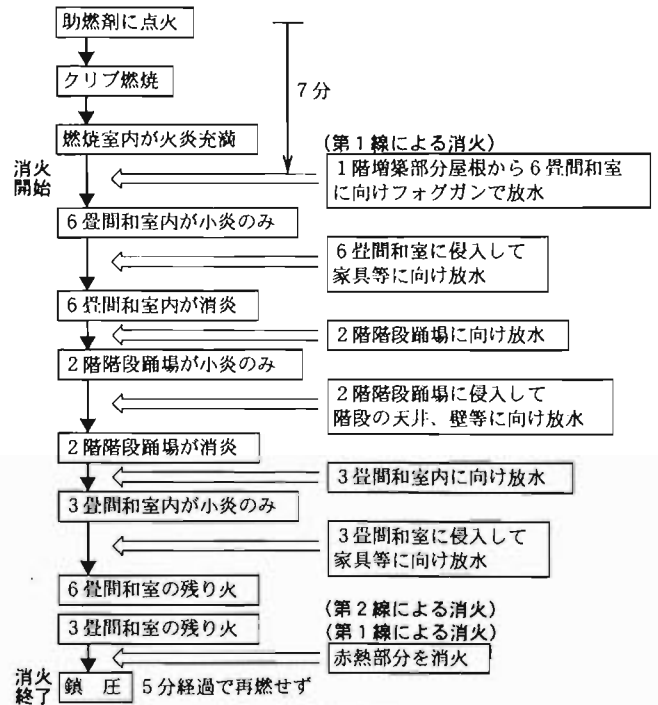 助燃剤に点火
クリブ燃焼
7分
燃焼室内が火炎充満
(第1線による消火)
消火
開始
1階増築部分屋根から6畳間和室
に向けフォグガンで放水
6畳間和室内が小炎のみ
6畳間和室に侵入して
家具等に向け放水
6畳間和室内が消炎
2階階段踊場に向け放水
2階階段踊場が小炎のみ
2階階段踊場に侵入して
階段の天井、壁等に向け放水
2階階段踊場が消炎
3畳間和室内に向け放水
3畳間和室内が小炎のみ
3畳間和室に侵入して
家具等に向け放水
6畳間和室の残り火
(第2線による消火)
3畳間和室の残り火
(第1線による消火)
赤熱部分を消火
消火
終了
鎮 圧 5分経過で再燃せず